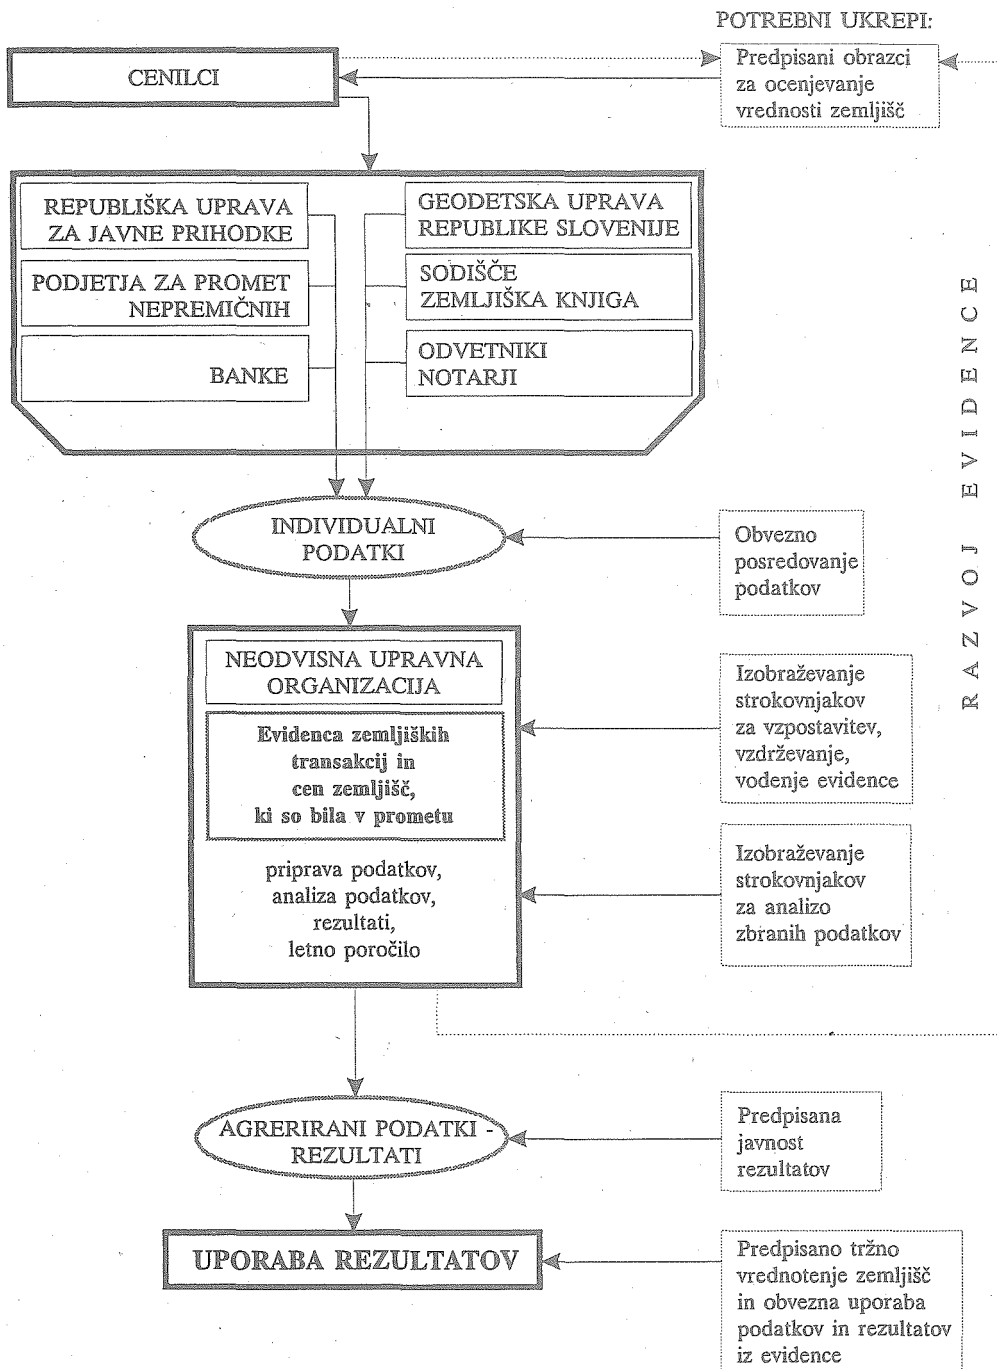 POTREBNI UKREPI:
CENILCI
Predpisani obrazci
za ocenjevanje
vrednosti zemljišč
REPUBLIŠKA UPRAVA
ZA JAVNE PRIHODKE
GEODETSKA UPRAVA
REPUBLIKE SLOVENIJE
PODJETJA ZA PROMET
NEPREMIČNIH
SODIŠČE
ZEMLJIŠKA KNJIGA
BANKE
ODVETNIKI
NOTARJI
RAZVOJ EVIDENCE
INDIVIDUALNI
PODATKI
Obvezno
posredovanje
podatkov
NEODVISNA UPRAVNA
ORGANIZACIJA
Evidenca zemljiških
transakcij in
cen zemljišč,
ki so bila v prometu
priprava podatkov,
analiza podatkov,
rezultati,
letno poročilo
Izobraževanje
strokovnjakov
za vzpostavitev,
vzdrževanje,
vodenje evidence
Izobraževanje
strokovnjakov
za analizo
zbranih podatkov
AGRERIRANI PODATKI -
REZULTATI
Predpisana
javnost
rezultatov
UPORABA REZULTATOV
Predpisano tržno
vrednotenje zemljišč
in obvezna uporaba
podatkov in rezultatov
iz evidence